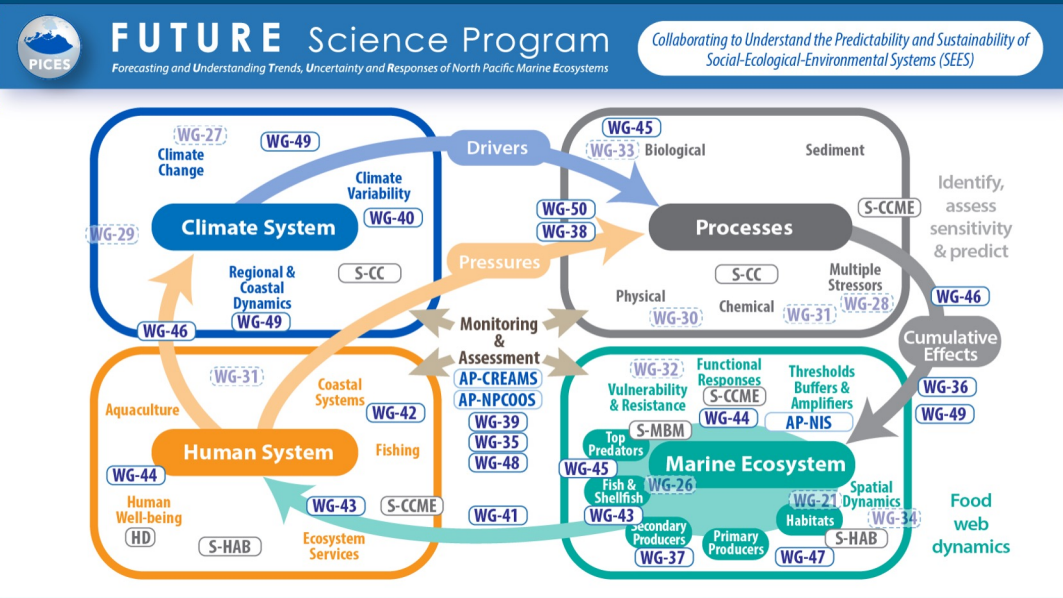 PICES
FUTURE Science Program
Forecasting and Understanding Trends, Uncertainty and Responses of North Pacific Marine Ecosystems
Collaborating to Understand the Predictability and Sustainability of
Social-Ecological-Environmental Systems (SEES)
WG-27
WG-49
Climate
Change
Climate
Variability
WG-40
Climate System
WG-29
Regional &
Coastal
Dynamics
WG-49
S-CC
WG-46
Drivers
WG-50
WG-38
Pressures
WG-45
WG-33 Biological
Sediment
S-CCME
Processes
S-CC
Multiple
Stressors
WG-28
Physical
WG-30
Chemical
WG-31
Identify,
assess
sensitivity
& predict
WG-46
Cumulative
Effects
WG-36
WG-49
Monitoring
&
Assessment
AP-CREAMS
AP-NPCOOS
WG-39
WG-35
WG-48
WG-41
WG-31
Coastal
Systems
WG-42
Aquaculture
Human System
Fishing
WG-44
Human
Well-being
HD
S-HAB
WG-43
S-CCME
Ecosystem
Services
WG-32
Vulnerability
& Resistance
Functional
Responses
S-CCME
WG-44
Thresholds
Buffers &
Amplifiers
AP-NIS
S-MBM
Top
Predators
WG-45
Marine Ecosystem
Fish &
Shellfish
WG-26
WG-43
Secondary
Producers
WG-37
Primary
Producers
WG-21
Spatial
Dynamics
Habitats
WG-34
S-HAB
WG-47
Food
web
dynamics